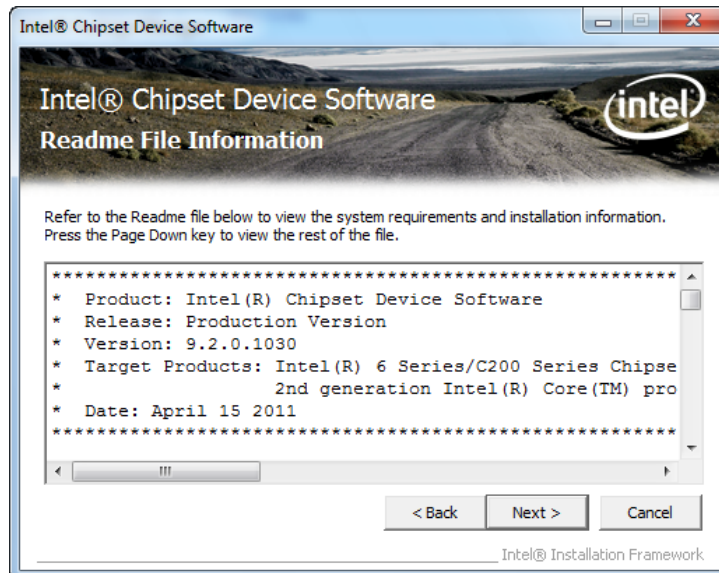 Intel® Chipset Device Software
Intel® Chipset Device Software
intel
Readme File Information
Refer to the Readme file below to view the system requirements and installation information.
Press the Page Down key to view the rest of the file.
************************************************************
*  Product: Intel(R) Chipset Device Software
*  Release: Production Version
*  Version: 9.2.0.1030
*  Target Products: Intel(R) 6 Series/C200 Series Chipse
*                   2nd generation Intel(R) Core(TM) pro
*  Date: April 15 2011
************************************************************
< Back Next > Cancel
Intel® Installation Framework